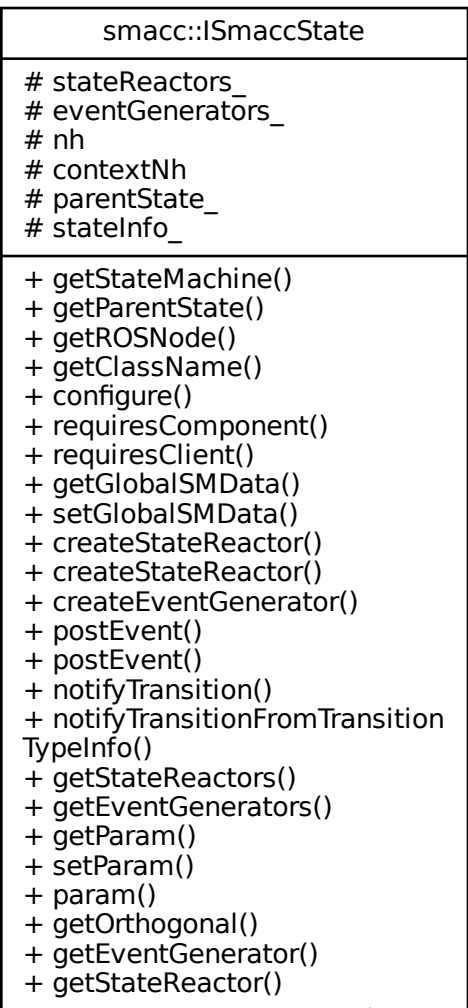 smacc::ISmaccState
# stateReactors_
# eventGenerators_
# nh
# contextNh
# parentState_
# stateInfo_
+ getStateMachine()
+ getParentState()
+ getROSNode()
+ getClassName()
+ configure()
+ requiresComponent()
+ requiresClient()
+ getGlobalSMData()
+ setGlobalSMData()
+ createStateReactor()
+ createStateReactor()
+ createEventGenerator()
+ postEvent()
+ postEvent()
+ notifyTransition()
+ notifyTransitionFromTransition
TypeInfo()
+ getStateReactors()
+ getEventGenerators()
+ getParam()
+ setParam()
+ param()
+ getOrthogonal()
+ getEventGenerator()
+ getStateReactor()